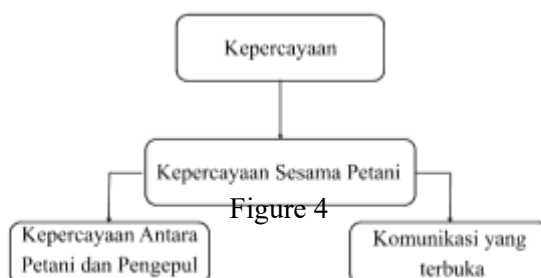 Kepercayaan
Kepercayaan Sesama Petani
Figure 4
Kepercayaan Antara
Petani dan Pengepul
Komunikasi yang
terbuka